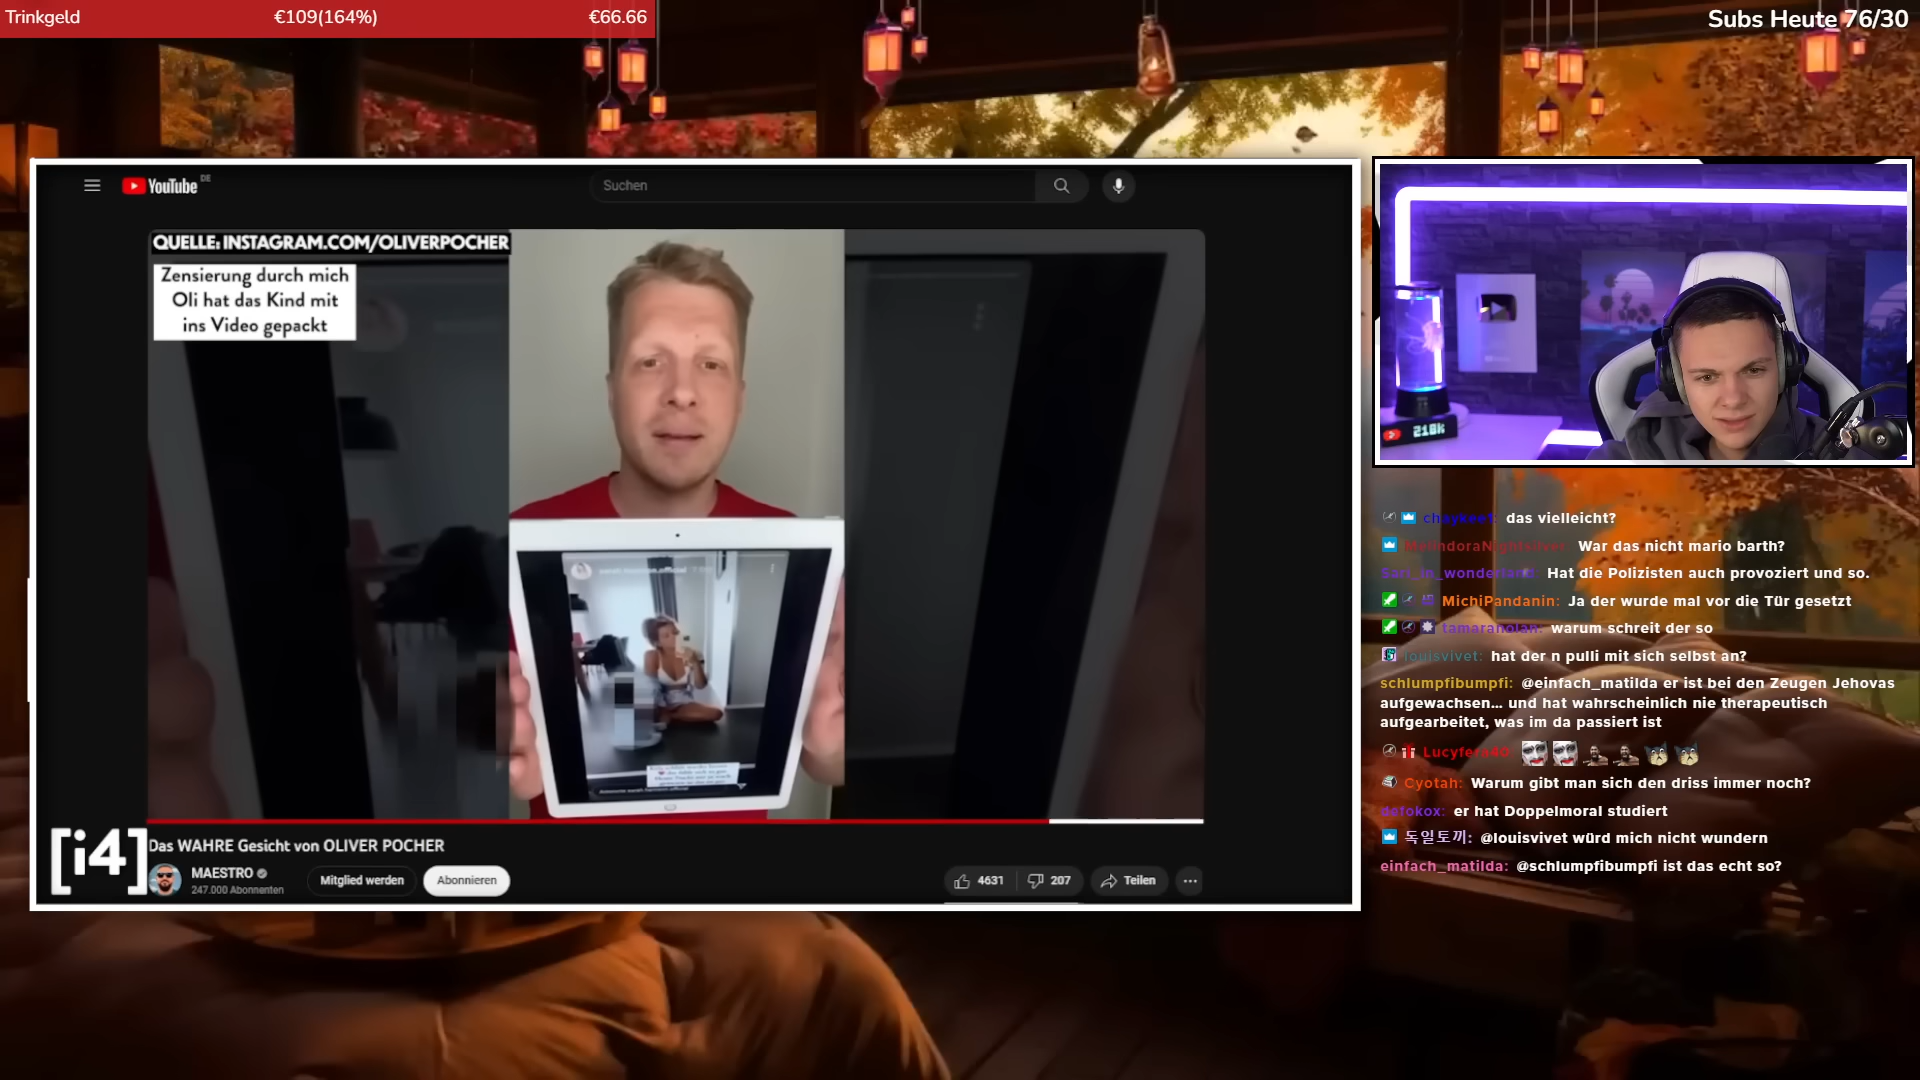 Trinkgeld €109(164%) €66.66
Subs Heute 76/30
YouTube DE
Suchen
QUELLE: INSTAGRAM.COM/OLIVERPOCHER
Zensierung durch mich
Oli hat das Kind mit
ins Video gepackt
[i4]
Das WAHRE Gesicht von OLIVER POCHER
MAESTRO
247.000 Abonnenten
Mitglied werden
Abonnieren
4631
207
Teilen
218k
das vielleicht?
War das nicht mario barth?
Hat die Polizisten auch provoziert und so.
MichiPandanin: Ja der wurde mal vor die Tür gesetzt
warum schreit der so
louisvivet: hat der n pulli mit sich selbst an?
schlumpfibumpfi: @einfach_matilda er ist bei den Zeugen Jehovas
aufgewachsen... und hat wahrscheinlich nie therapeutisch
aufgearbeitet, was im da passiert ist
Cyotah: Warum gibt man sich den driss immer noch?
defokox: er hat Doppelmoral studiert
독일토끼: @louisvivet würd mich nicht wundern
einfach_matilda: @schlumpfibumpfi ist das echt so?